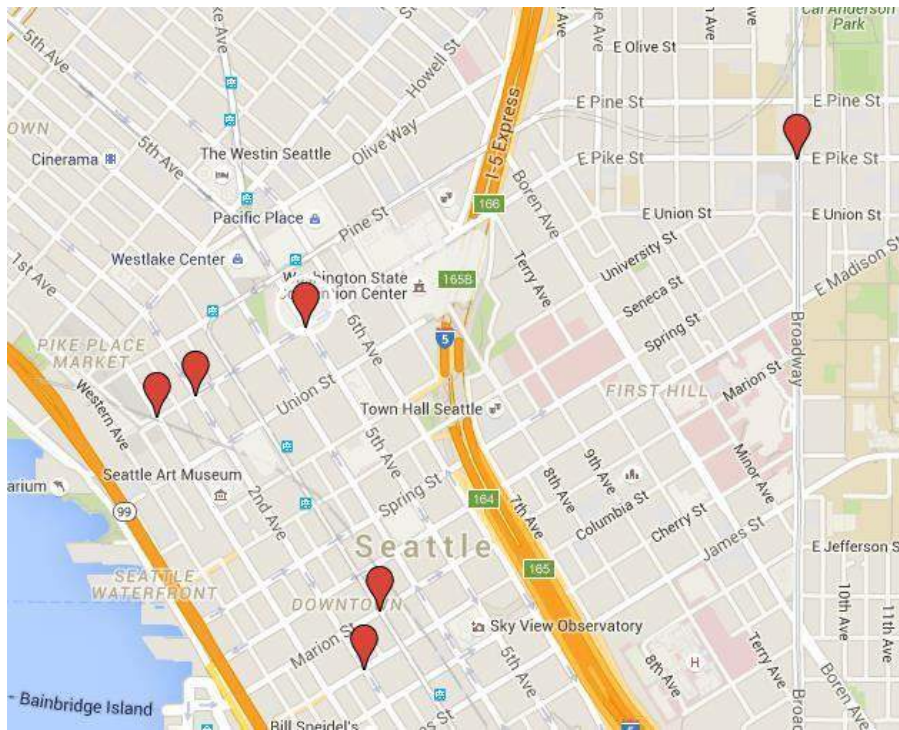 Cal Anderson
Park
5th Ave
Howell St
E Olive St
E Pine St
E Pine St
OWN
Cinerama
5th Ave
The Westin Seattle
Olive Way
I-5 Express
E Pike St
E Pike St
Boren Ave
166
Pacific Place
Pine St
E Union St
E Union St
Westlake Center
University St
1st Ave
Terry Ave
E Madison St
165B
Seneca St
6th Ave
5
Spring St
Broadway
PIKE PLACE
MARKET
Western Ave
Union St
FIRST HILL
Marion St
Town Hall Seattle
5th Ave
Minor Ave
Seattle Art Museum
arium
2nd Ave
Spring St
164
7th Ave
8th Ave
9th Ave
Columbia St
Cherry St
James St
99
Seattle
E Jefferson S
SEATTLE
WATERFRONT
165
DOWNTOWN
10th Ave
11th Ave
Marion St
Sky View Observatory
5th Ave
8th Ave
H
Terry Ave
Boren Ave
Broad
Bainbridge Island
Bill Speidel's